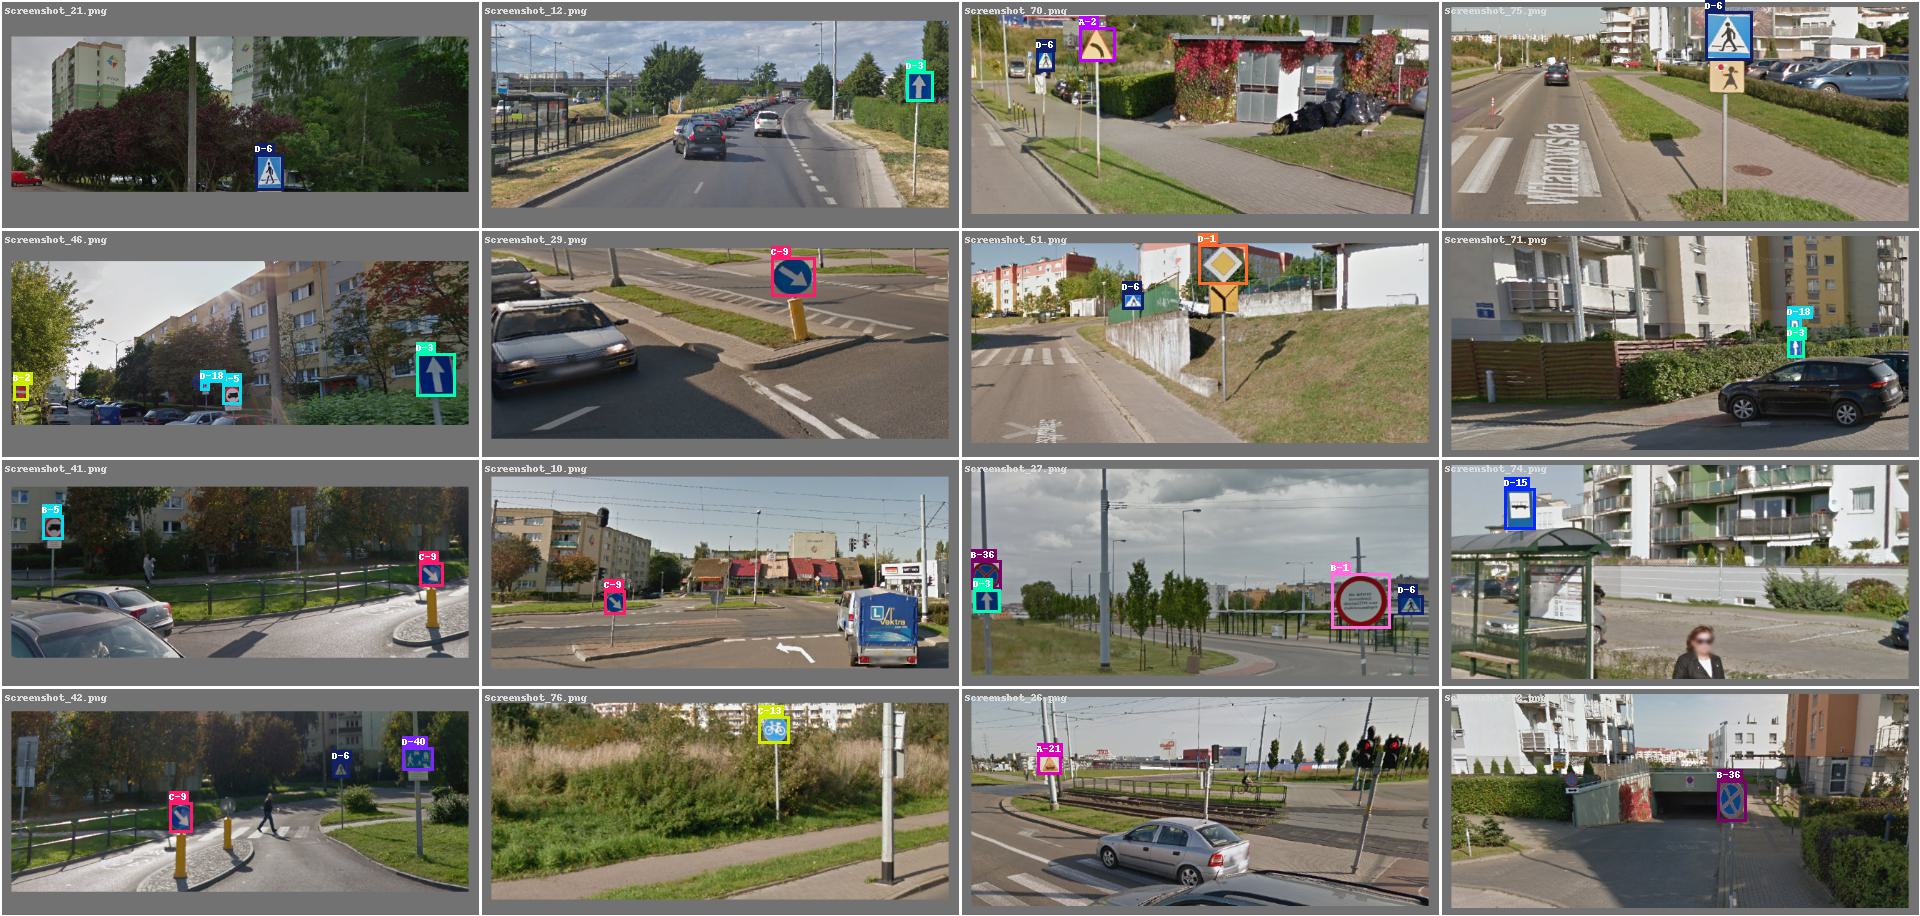 Screenshot_21.png
D-6
Screenshot_12.png
D-3
Screenshot_70.png
D-6
A-2
Screenshot_75.png
D-6
Wilanowska
Screenshot_46.png
B-2
D-18
-5
D-3
Screenshot_29.png
C-9
Screenshot_61.png
D-6
D-1
Screenshot_71.png
D-18
D-3
Screenshot_41.png
B-5
C-9
Screenshot_10.png
C-9
L
Vektra
Screenshot_27.png
B-36
D-3
B-1
D-6
Screenshot_74.png
D-15
Screenshot_42.png
C-9
D-6
D-40
Screenshot_76.png
C-13
Screenshot_26.png
A-21
B-36